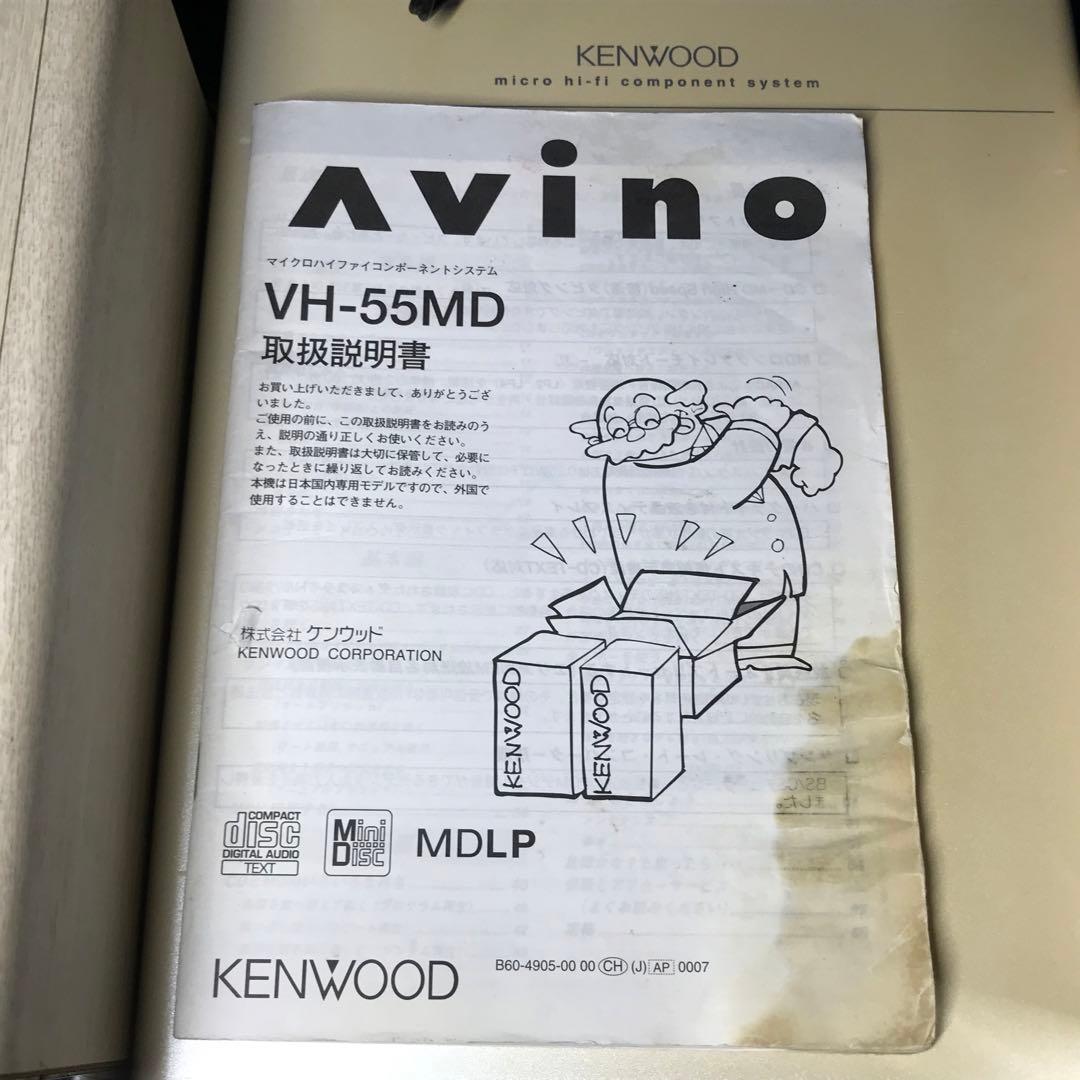 KENWOOD
micro hi-fi component system
Avino
マイクロハイファイコンポーネントシステム
VH-55MD
取扱説明書
お買い上げいただきまして、ありがとうござ
いました。
ご使用の前に、この取扱説明書をお読みのう
え、説明の通り正しくお使いください。
また、取扱説明書は大切に保管して、必要に
なったときに繰り返してお読みください。
本機は日本国内専用モデルですので、外国で
使用することはできません。
株式会社 ケンウッド
KENWOOD CORPORATION
KENWOOD
KENWOOD
COMPACT
disc
DIGITAL AUDIO
TEXT
Mini
Disc
MDLP
KENWOOD
B60-4905-00 00 CH (J) AP 0007